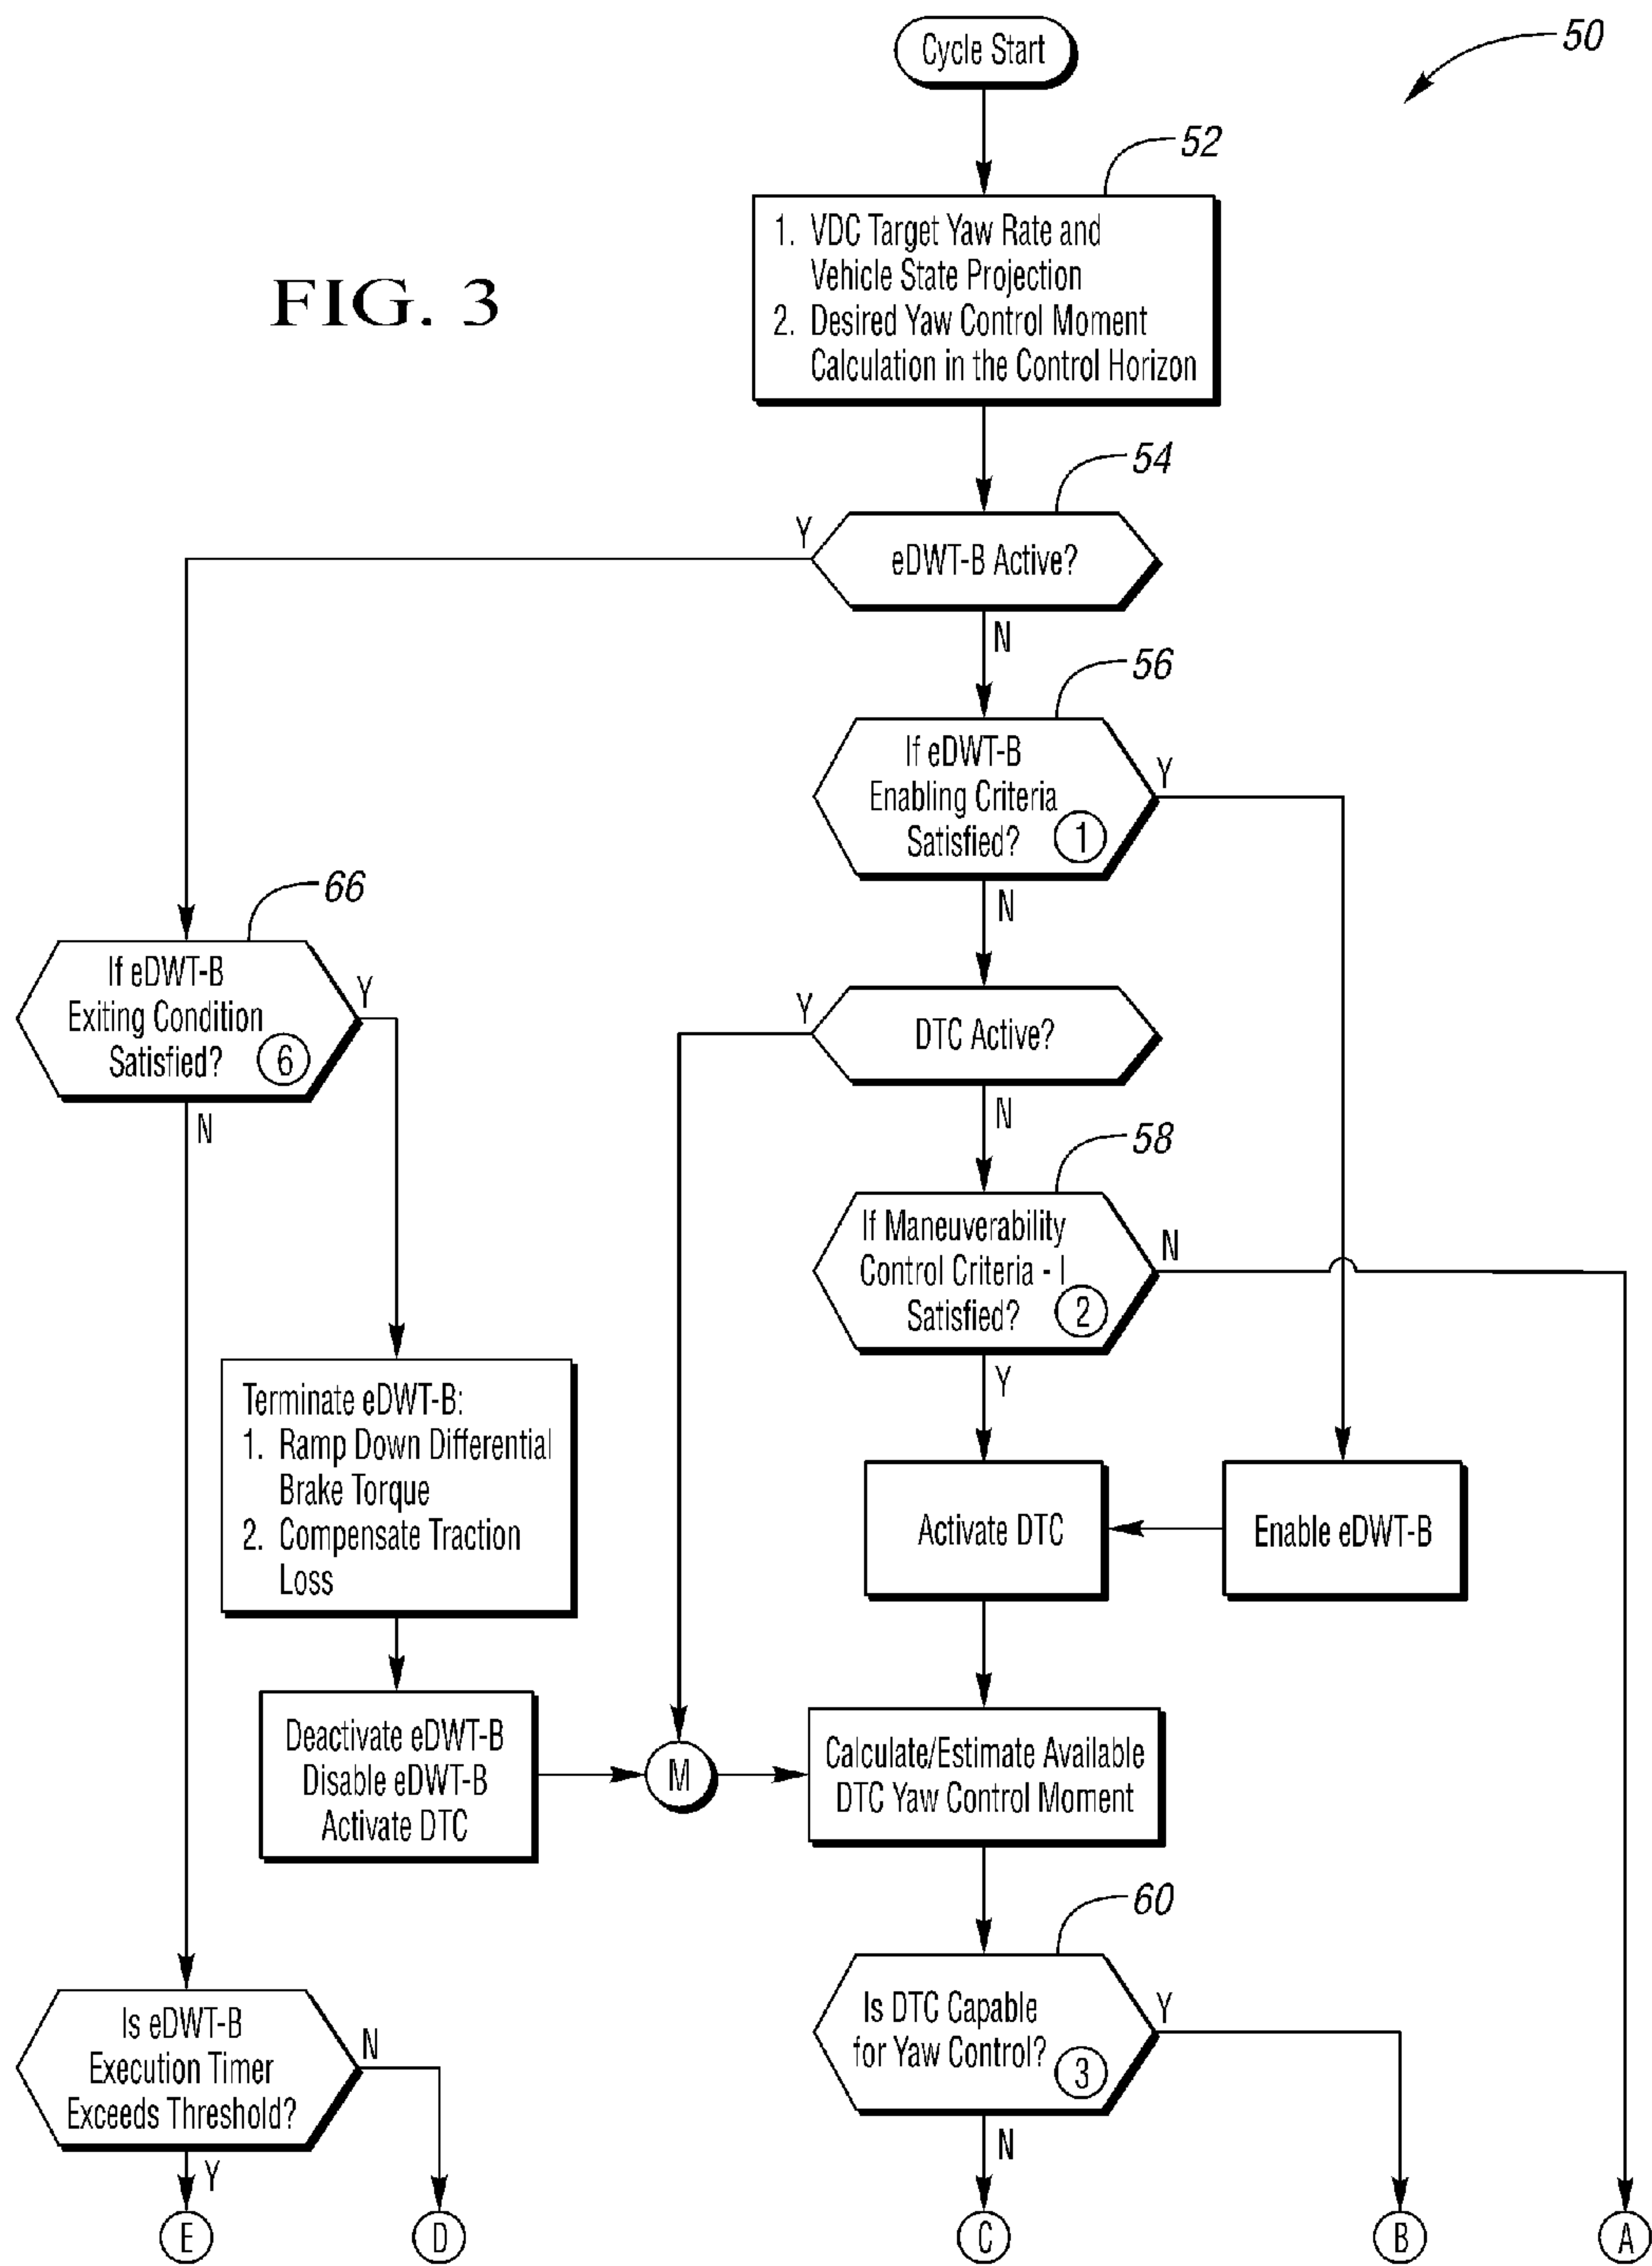 Cycle Start
50
52
1. VDC Target Yaw Rate and
Vehicle State Projection
2. Desired Yaw Control Moment
Calculation in the Control Horizon
FIG. 3
54
Y
eDWT-B Active?
N
56
If eDWT-B
Enabling Criteria
Satisfied?
1
Y
N
66
If eDWT-B
Exiting Condition
Satisfied?
6
Y
N
Y
DTC Active?
N
58
If Maneuverability
Control Criteria - I
Satisfied?
2
N
Y
Terminate eDWT-B:
1. Ramp Down Differential
Brake Torque
2. Compensate Traction
Loss
Activate DTC
Enable eDWT-B
Deactivate eDWT-B
Disable eDWT-B
Activate DTC
M
Calculate/Estimate Available
DTC Yaw Control Moment
60
Is eDWT-B
Execution Timer
Exceeds Threshold?
N
Y
Is DTC Capable
for Yaw Control?
3
Y
N
E
D
C
B
A